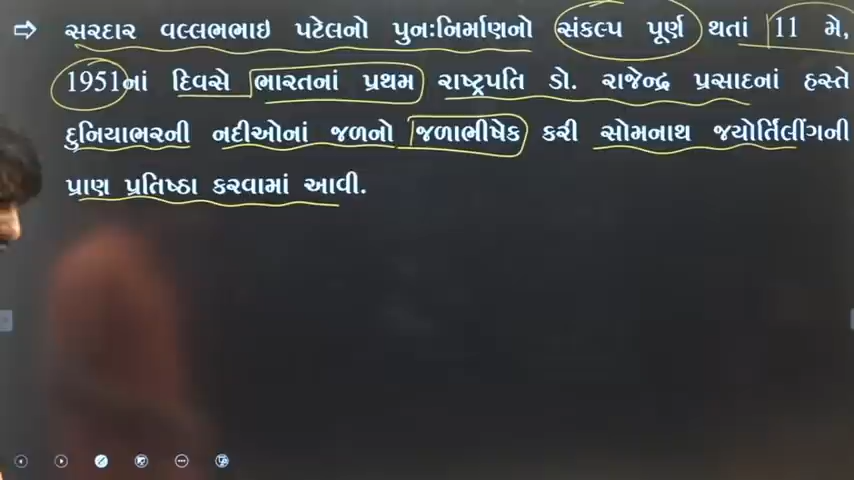 ⇨ સરદાર વલ્લભભાઇ પટેલનો પુનઃનિર્માણનો સંકલ્પ પૂર્ણ થતાં 11 મે,
1951નાં દિવસે ભારતનાં પ્રથમ રાષ્ટ્રપતિ ડો. રાજેન્દ્ર પ્રસાદનાં હસ્તે
દુનિયાભરની નદીઓનાં જળનો જળાભીષેક કરી સોમનાથ જયોર્તિલીંગની
પ્રાણ પ્રતિષ્ઠા કરવામાં આવી.